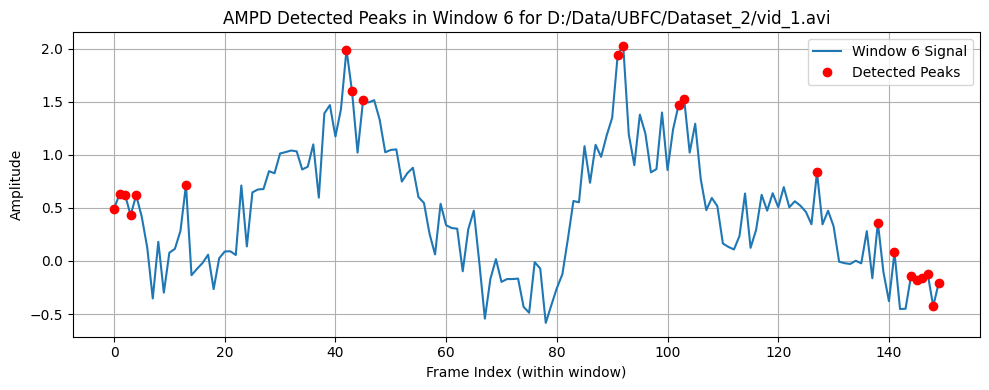 AMPD Detected Peaks in Window 6 for D:/Data/UBFC/Dataset_2/vid_1.avi
Window 6 Signal
Detected Peaks
Amplitude
2.0
1.5
1.0
0.5
0.0
−0.5
0 20 40 60 80 100 120 140
Frame Index (within window)